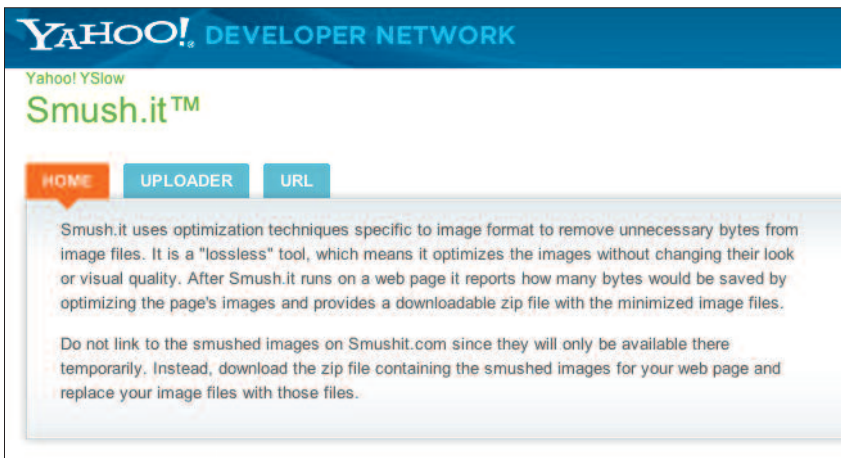 YAHOO!® DEVELOPER NETWORK
Yahoo! YSlow
Smush.it™
HOME UPLOADER URL
Smush.it uses optimization techniques specific to image format to remove unnecessary bytes from
image files. It is a "lossless" tool, which means it optimizes the images without changing their look
or visual quality. After Smush.it runs on a web page it reports how many bytes would be saved by
optimizing the page's images and provides a downloadable zip file with the minimized image files.
Do not link to the smushed images on Smushit.com since they will only be available there
temporarily. Instead, download the zip file containing the smushed images for your web page and
replace your image files with those files.